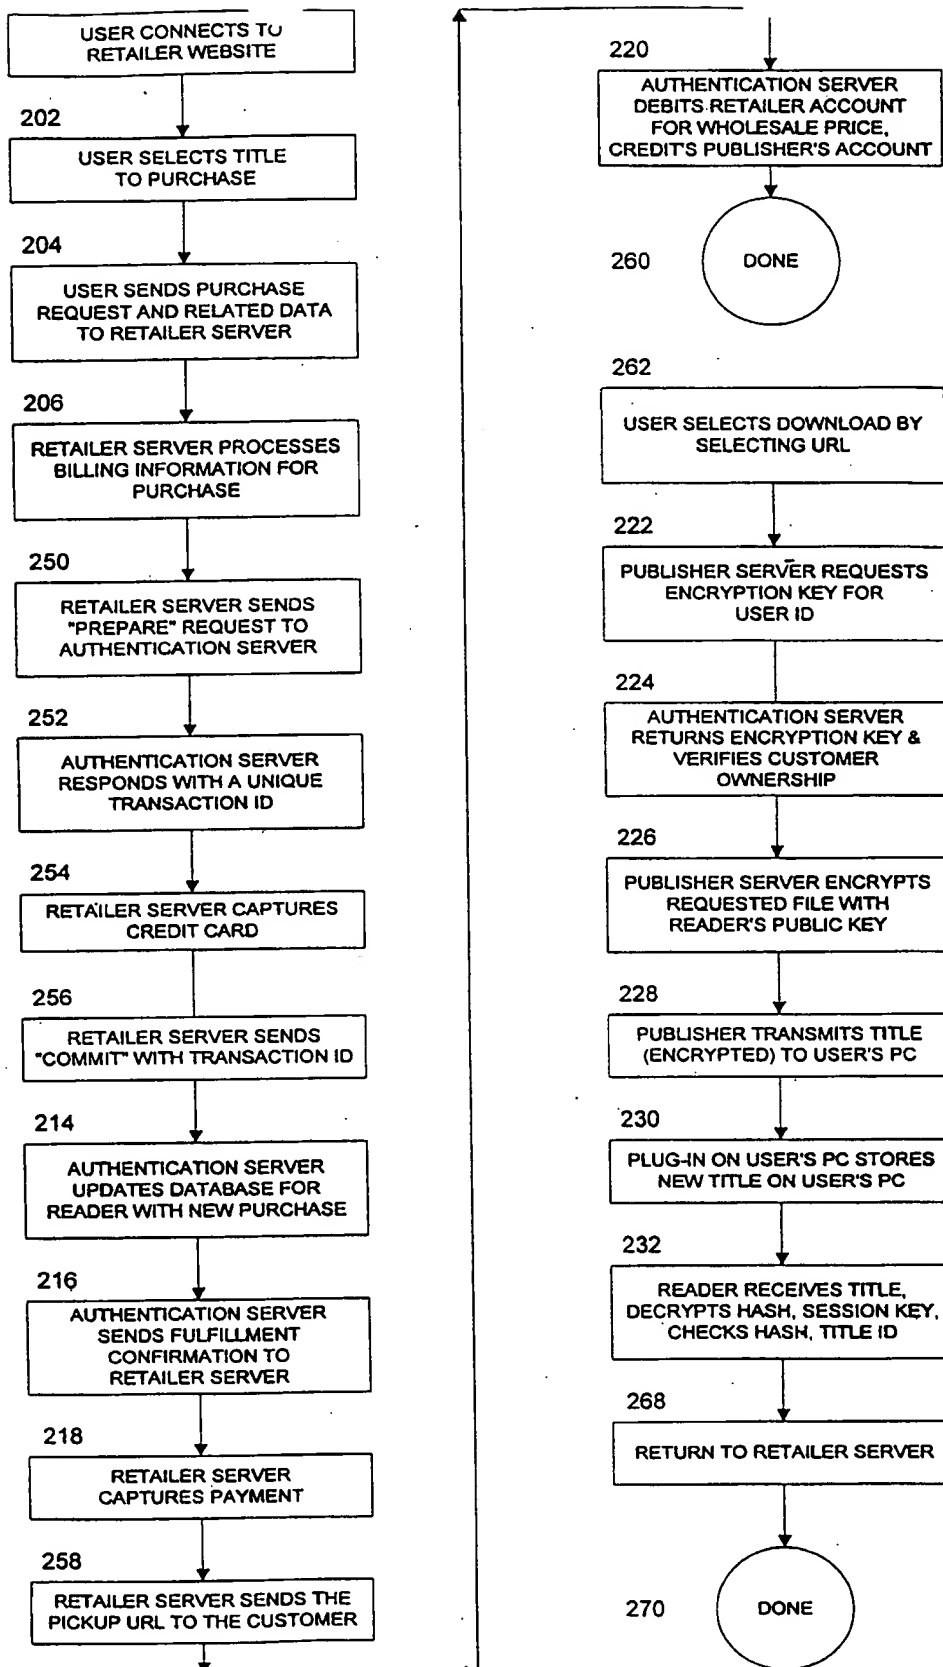 USER CONNECTS TO
RETAILER WEBSITE
202
USER SELECTS TITLE
TO PURCHASE
204
USER SENDS PURCHASE
REQUEST AND RELATED DATA
TO RETAILER SERVER
206
RETAILER SERVER PROCESSES
BILLING INFORMATION FOR
PURCHASE
250
RETAILER SERVER SENDS
"PREPARE" REQUEST TO
AUTHENTICATION SERVER
252
AUTHENTICATION SERVER
RESPONDS WITH A UNIQUE
TRANSACTION ID
254
RETAILER SERVER CAPTURES
CREDIT CARD
256
RETAILER SERVER SENDS
"COMMIT" WITH TRANSACTION ID
214
AUTHENTICATION SERVER
UPDATES DATABASE FOR
READER WITH NEW PURCHASE
216
AUTHENTICATION SERVER
SENDS FULFILLMENT
CONFIRMATION TO
RETAILER SERVER
218
RETAILER SERVER
CAPTURES PAYMENT
258
RETAILER SERVER SENDS THE
PICKUP URL TO THE CUSTOMER
220
AUTHENTICATION SERVER
DEBITS RETAILER ACCOUNT
FOR WHOLESALE PRICE,
CREDIT'S PUBLISHER'S ACCOUNT
260
DONE
262
USER SELECTS DOWNLOAD BY
SELECTING URL
222
PUBLISHER SERVER REQUESTS
ENCRYPTION KEY FOR
USER ID
224
AUTHENTICATION SERVER
RETURNS ENCRYPTION KEY &
VERIFIES CUSTOMER
OWNERSHIP
226
PUBLISHER SERVER ENCRYPTS
REQUESTED FILE WITH
READER'S PUBLIC KEY
228
PUBLISHER TRANSMITS TITLE
(ENCRYPTED) TO USER'S PC
230
PLUG-IN ON USER'S PC STORES
NEW TITLE ON USER'S PC
232
READER RECEIVES TITLE,
DECRYPTS HASH, SESSION KEY,
CHECKS HASH, TITLE ID
268
RETURN TO RETAILER SERVER
270
DONE